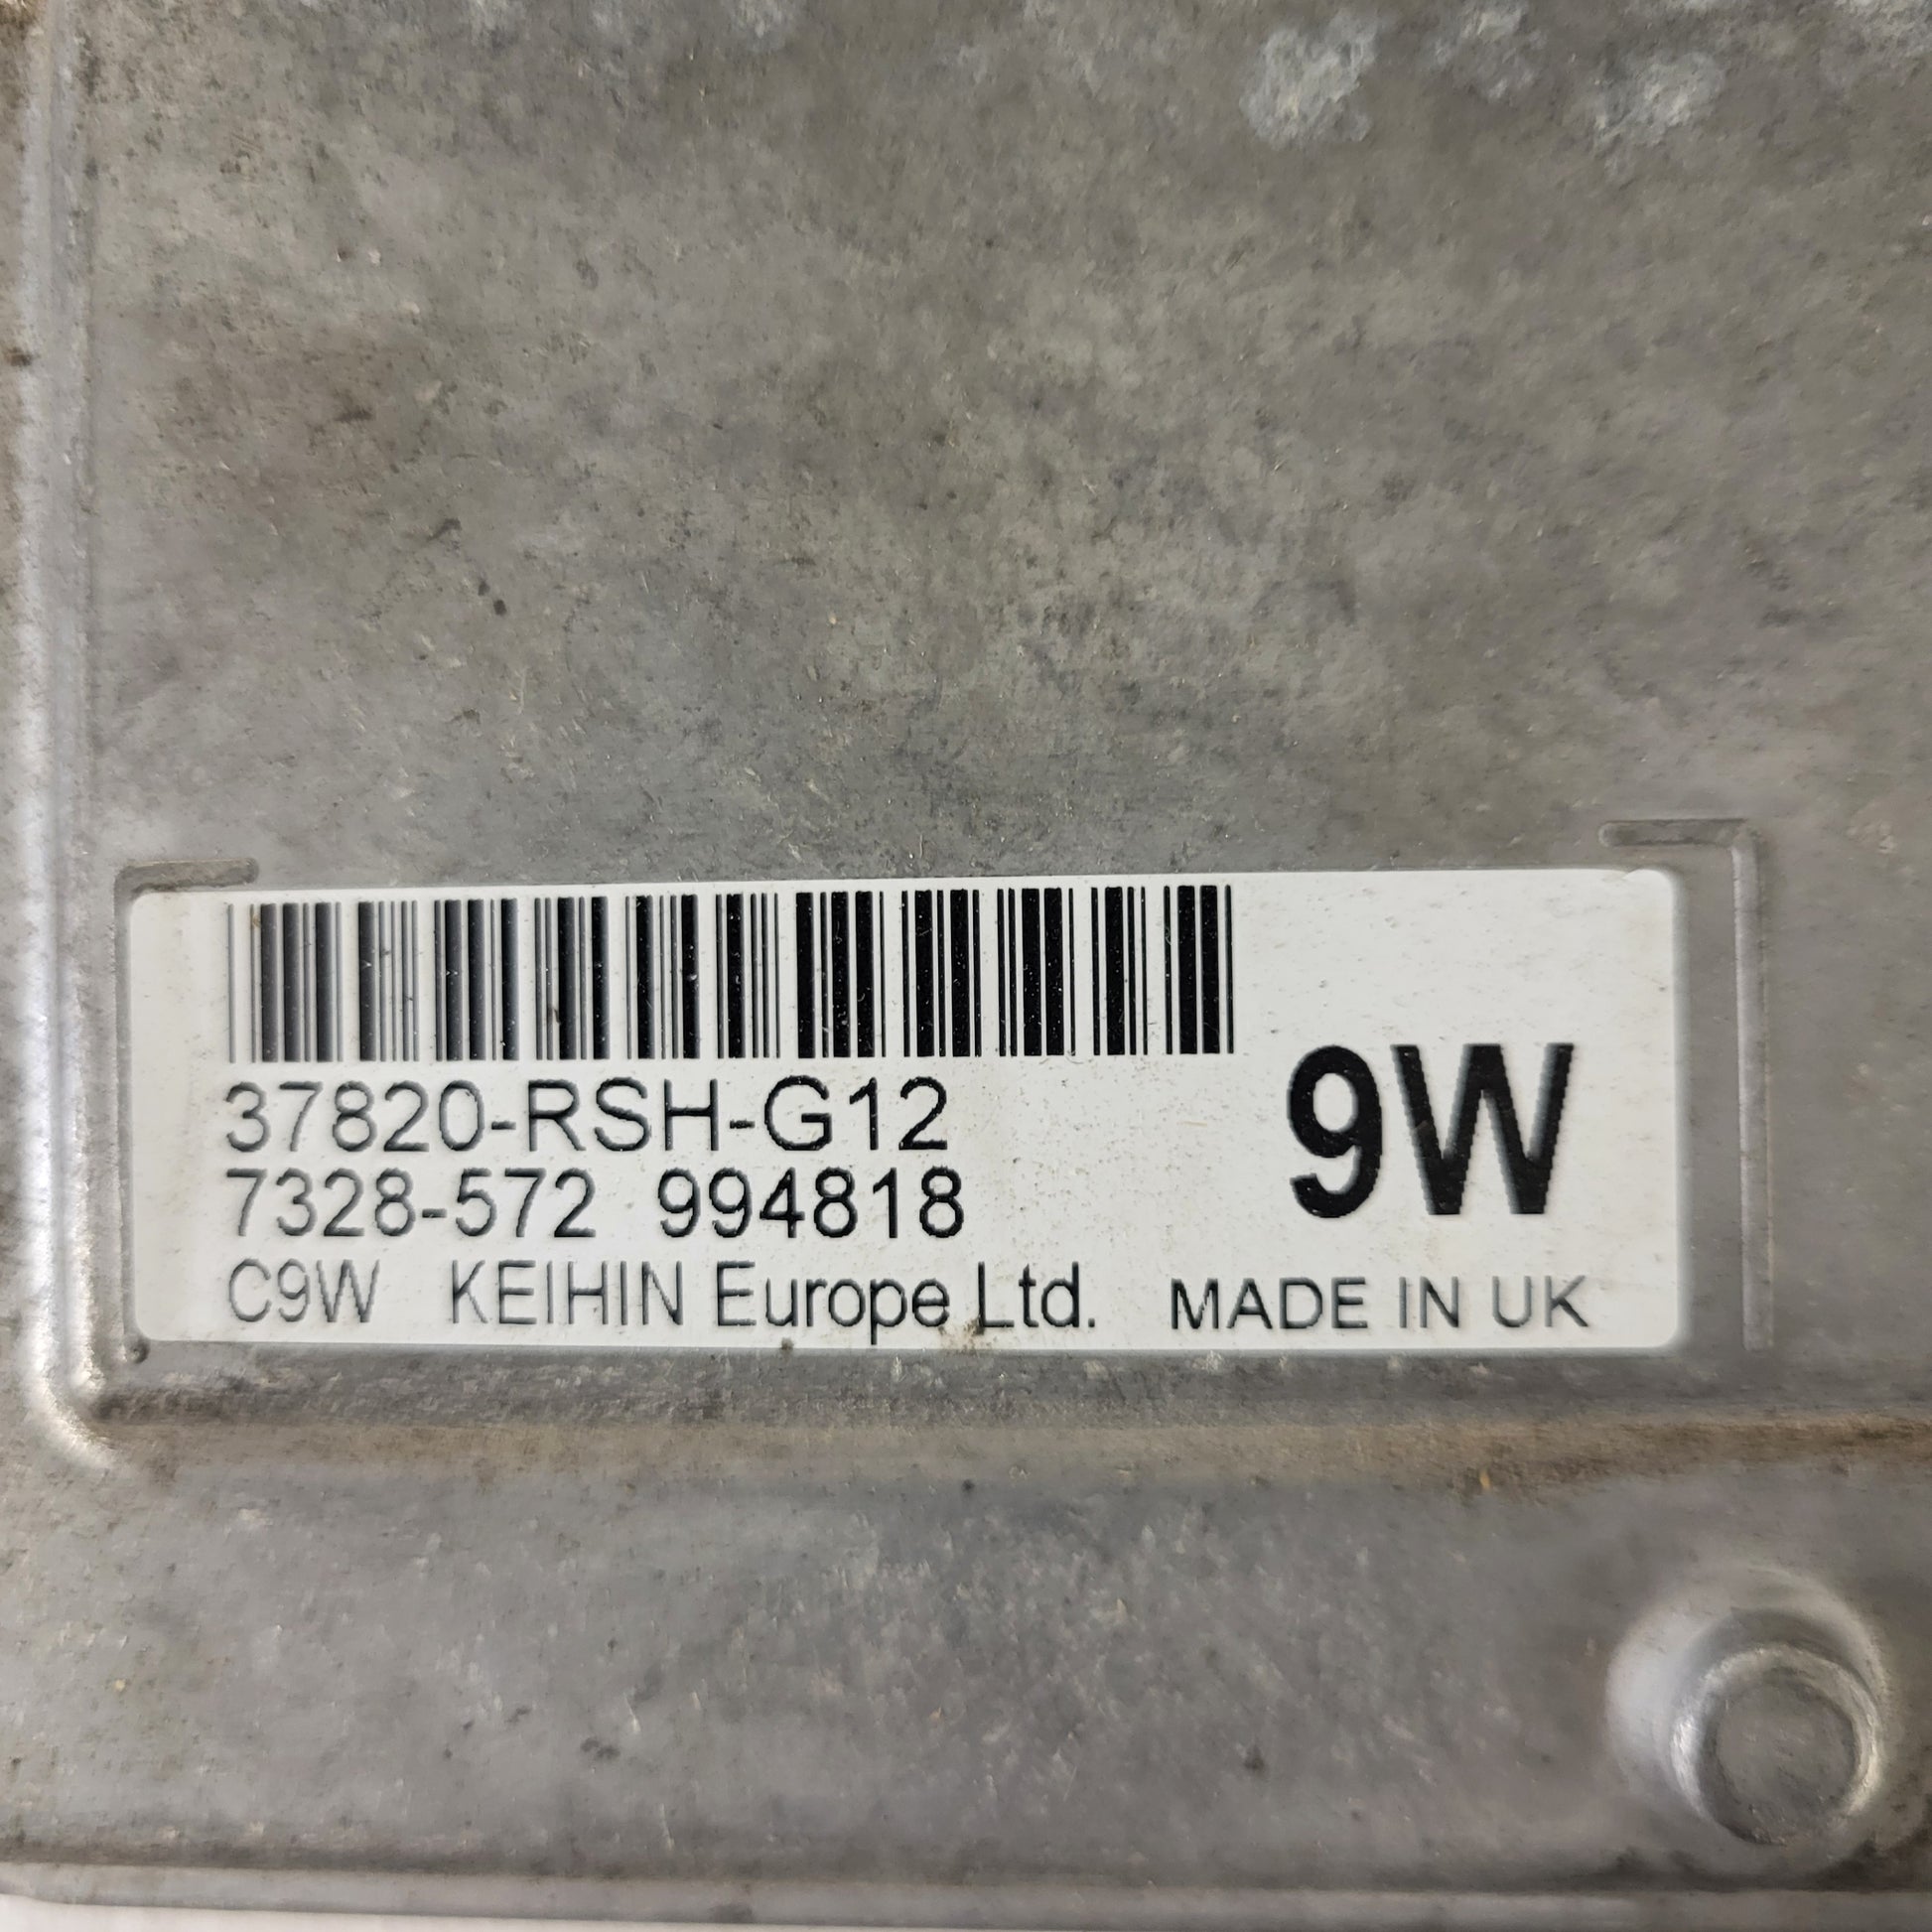 37820-RSH-G12
7328-572 994818
9W
C9W KEIHIN Europe Ltd. MADE IN UK